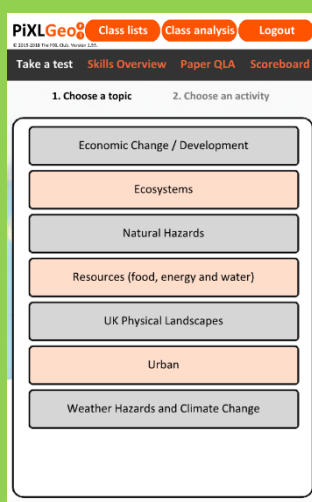 PiXLGeo Class lists Class analysis Logout
© 2015-2018 The PiXL Club. Version 2.55.
Take a test Skills Overview Paper QLA Scoreboard
1. Choose a topic 2. Choose an activity
Economic Change / Development
Ecosystems
Natural Hazards
Resources (food, energy and water)
UK Physical Landscapes
Urban
Weather Hazards and Climate Change